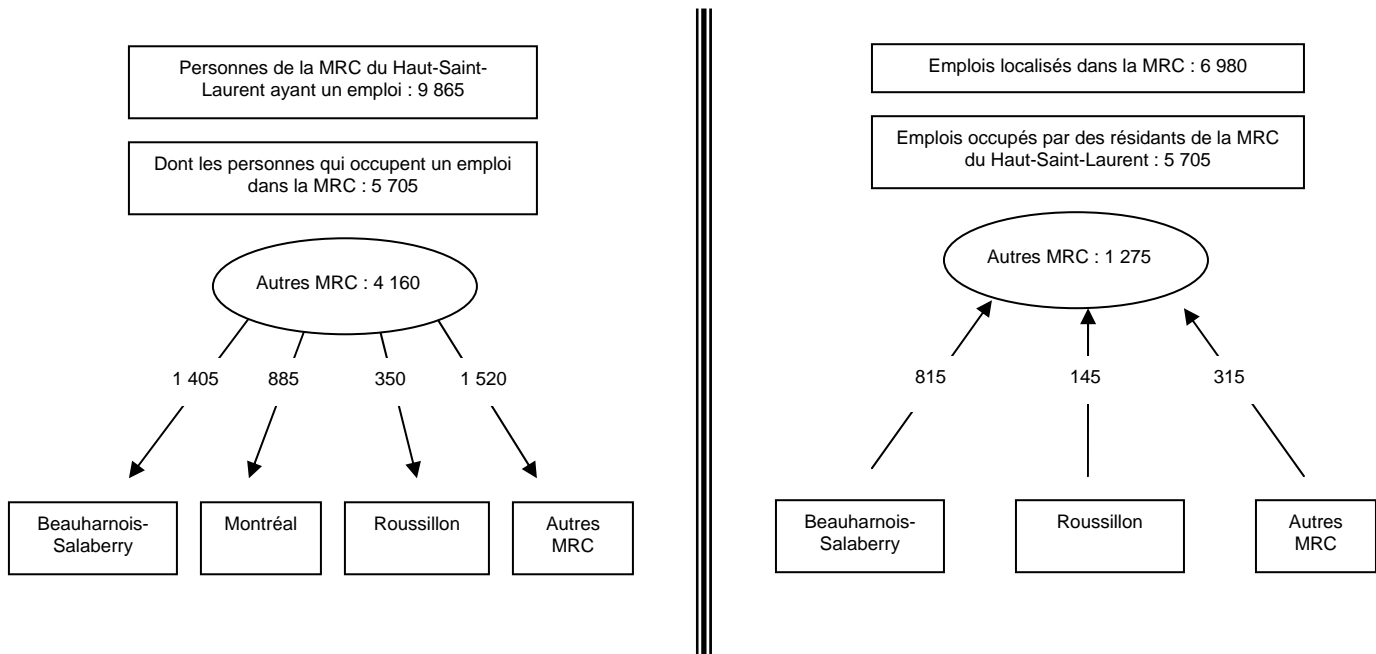 Personnes de la MRC du Haut-Saint-
Laurent ayant un emploi : 9 865
Dont les personnes qui occupent un emploi
dans la MRC : 5 705
Autres MRC : 4 160
1 405
885
350
1 520
Beauharnois-
Salaberry
Montréal
Roussillon
Autres
MRC
Emplois localisés dans la MRC : 6 980
Emplois occupés par des résidants de la MRC
du Haut-Saint-Laurent : 5 705
Autres MRC : 1 275
815
145
315
Beauharnois-
Salaberry
Roussillon
Autres
MRC